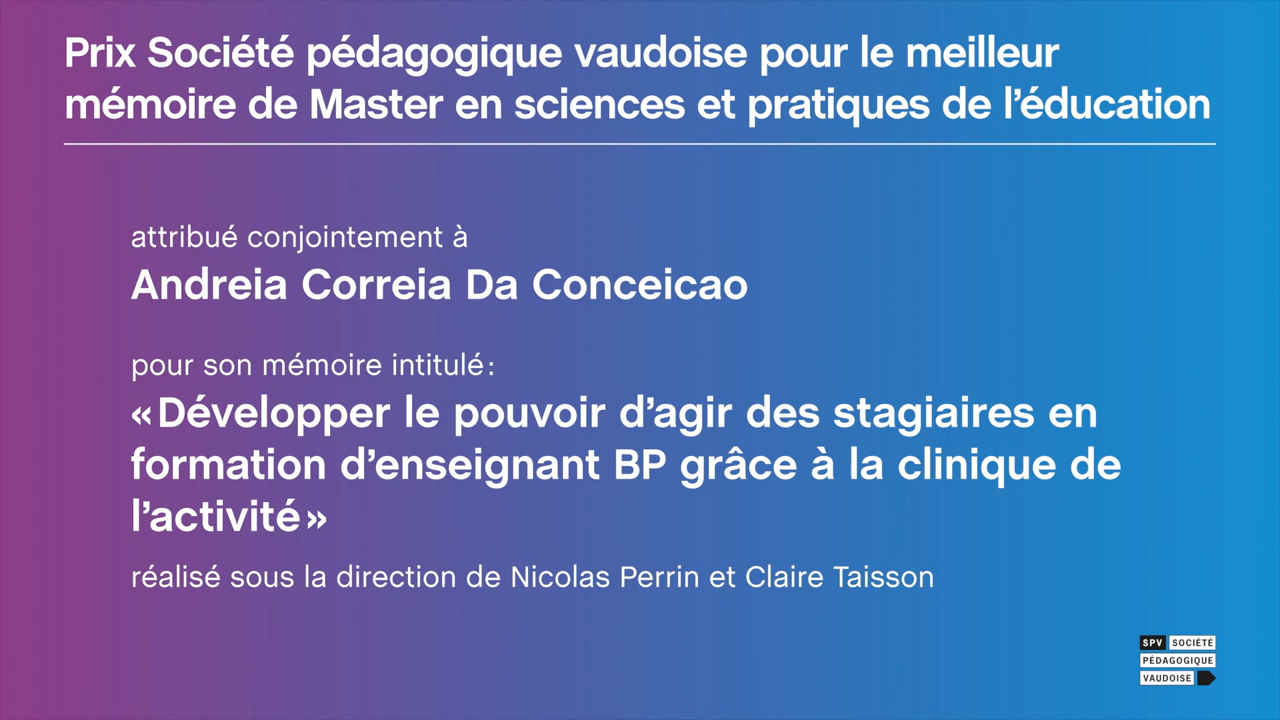 Prix Société pédagogique vaudoise pour le meilleur
mémoire de Master en sciences et pratiques de l’éducation
attribué conjointement à
Andreia Correia Da Conceicao
pour son mémoire intitulé :
« Développer le pouvoir d’agir des stagiaires en
formation d’enseignant BP grâce à la clinique de
l’activité »
réalisé sous la direction de Nicolas Perrin et Claire Taisson
SPV SOCIÉTÉ
PÉDAGOGIQUE
VAUDOISE